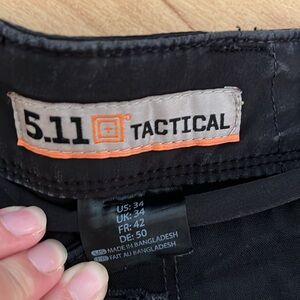 5.11 TACTICAL
US: 34
UK: 34
FR: 42
DE: 50
MADE IN BANGLADESH
FAIT AU BANGLADESH